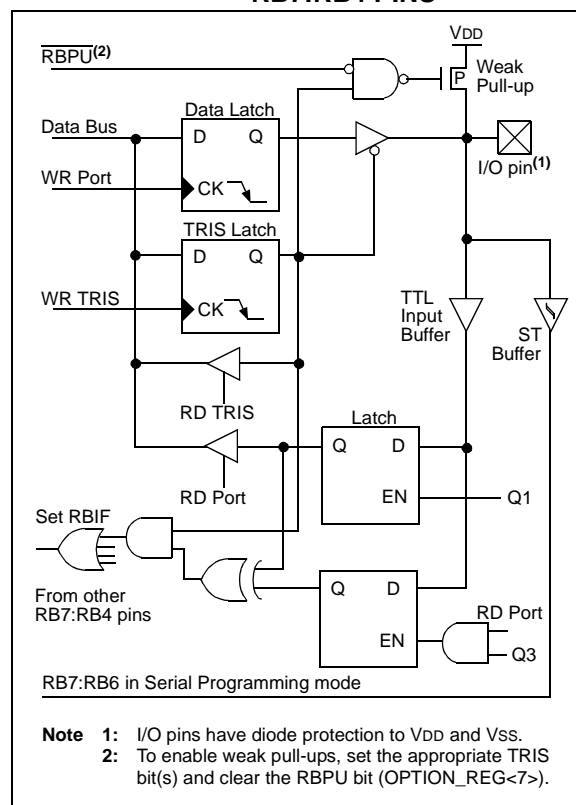 RBPU(2)
VDD
P
Weak
Pull-up
Data Latch
Data Bus
D Q
I/O pin(1)
WR Port
CK
TRIS Latch
D Q
WR TRIS
CK
TTL
Input
Buffer
ST
Buffer
RD TRIS
Latch
Q D
RD Port
EN
Q1
Set RBIF
From other
RB7:RB4 pins
Q D
RD Port
EN
Q3
RB7:RB6 in Serial Programming mode
Note 1: I/O pins have diode protection to VDD and VSS.
2: To enable weak pull-ups, set the appropriate TRIS
bit(s) and clear the RBPU bit (OPTION_REG<7>).